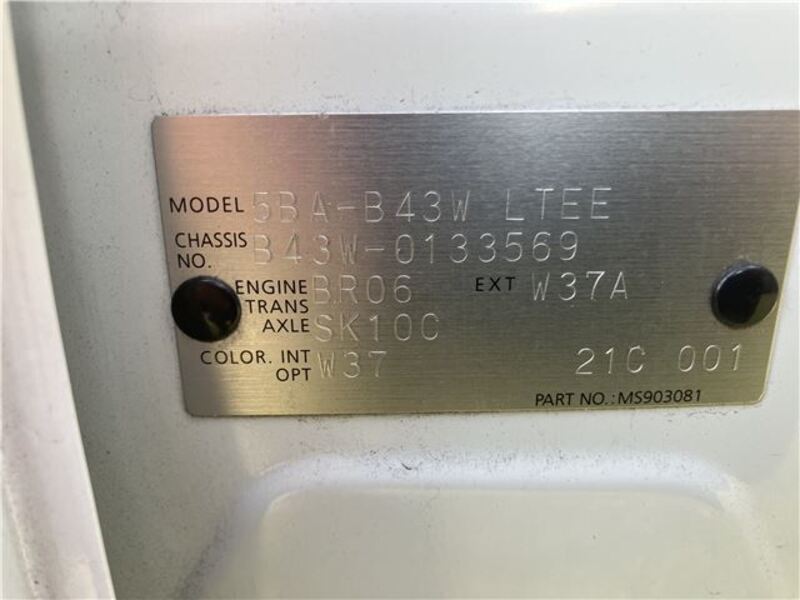 MODEL 5BA-B43W LTEE
CHASSIS NO. B43W-0133569
ENGINE BR06 EXT W37A
TRANS AXLE SK10C
COLOR. INT W37 21C 001
OPT
PART NO.: MS903081